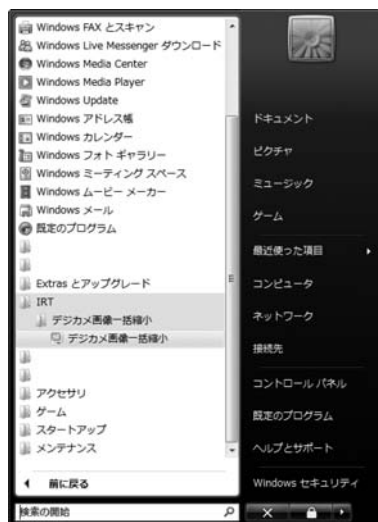 Windows FAX とスキャン
Windows Live Messenger ダウンロード
Windows Media Center
Windows Media Player
Windows Update
Windows アドレス帳
Windows カレンダー
Windows フォト ギャラリー
Windows ミーティング スペース
Windows ムービー メーカー
Windows メール
既定のプログラム
Extras とアップグレード
IRT
デジカメ画像一括縮小
デジカメ画像一括縮小
アクセサリ
ゲーム
スタートアップ
メンテナンス
前に戻る
検索の開始
ドキュメント
ピクチャ
ミュージック
ゲーム
最近使った項目
コンピュータ
ネットワーク
接続先
コントロール パネル
既定のプログラム
ヘルプとサポート
Windows セキュリティ